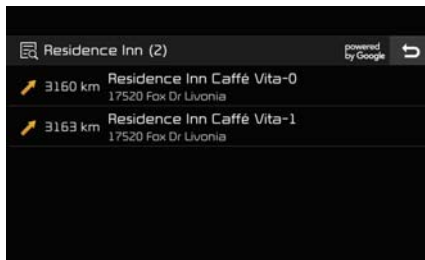 Residence Inn (2)
powered
by Google
3160 km
Residence Inn Caffé Vita-0
17520 Fox Dr Livonia
3163 km
Residence Inn Caffé Vita-1
17520 Fox Dr Livonia